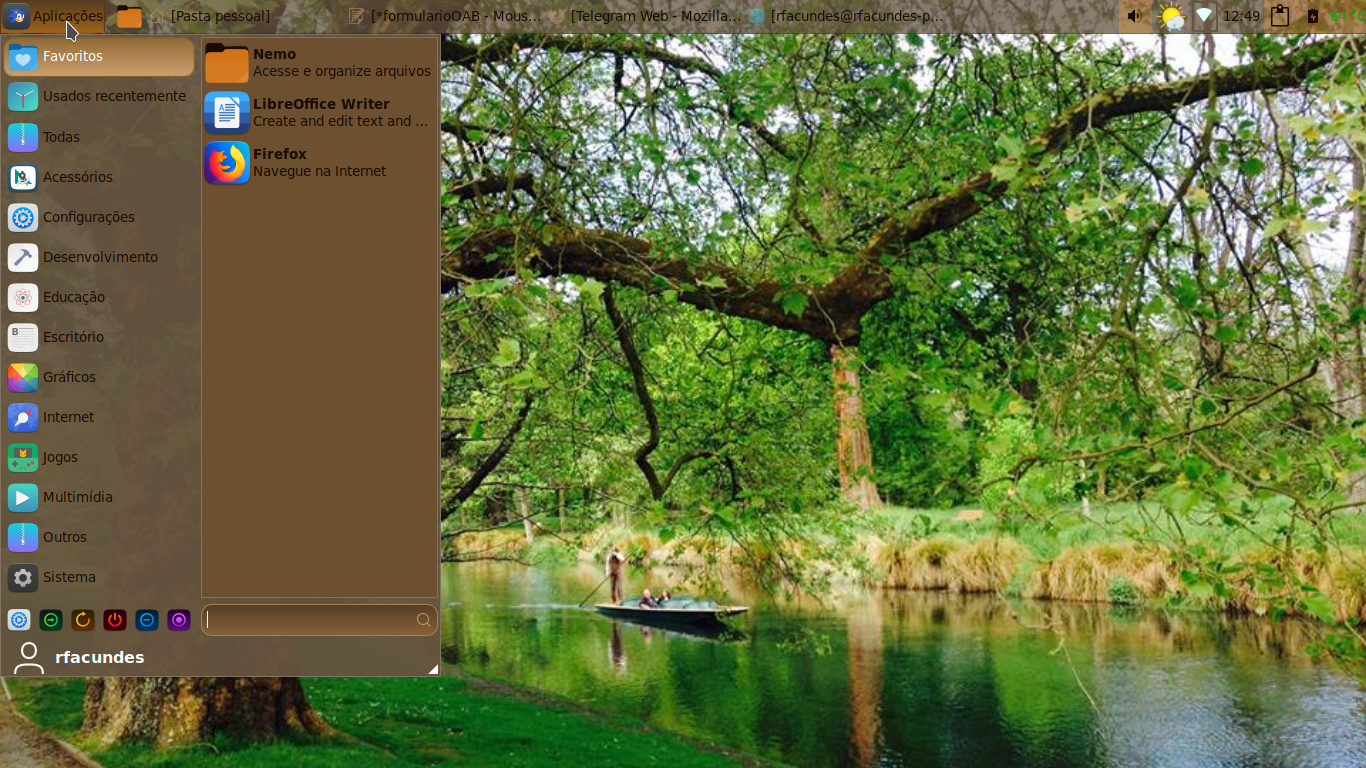 Aplicações
[Pasta pessoal]
[*formularioOAB - Mous...
[Telegram Web - Mozilla...
[rfacundes@rfacundes-p...
12:49
Favoritos
Usados recentemente
Todas
Acessórios
Configurações
Desenvolvimento
Educação
Escritório
Gráficos
Internet
Jogos
Multimídia
Outros
Sistema
Nemo
Acesse e organize arquivos
LibreOffice Writer
Create and edit text and ...
Firefox
Navegue na Internet
rfacundes